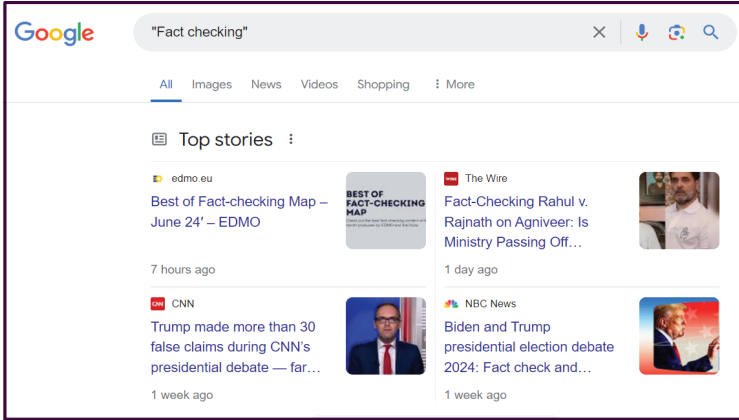 Google
"Fact checking"
All Images News Videos Shopping More
Top stories
edmo.eu
Best of Fact-checking Map –
June 24′ – EDMO
BEST OF
FACT-CHECKING
MAP
7 hours ago
WIRE The Wire
Fact-Checking Rahul v.
Rajnath on Agniveer: Is
Ministry Passing Off...
1 day ago
CNN CNN
Trump made more than 30
false claims during CNN's
presidential debate — far...
1 week ago
NBC News
Biden and Trump
presidential election debate
2024: Fact check and...
1 week ago